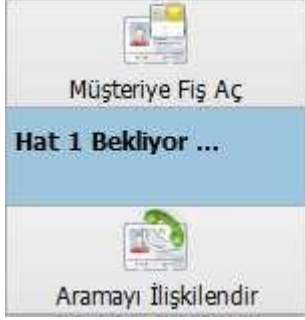 Müşteriye Fiş Aç
Hat 1 Bekliyor ...
Aramayı İlişkilendir